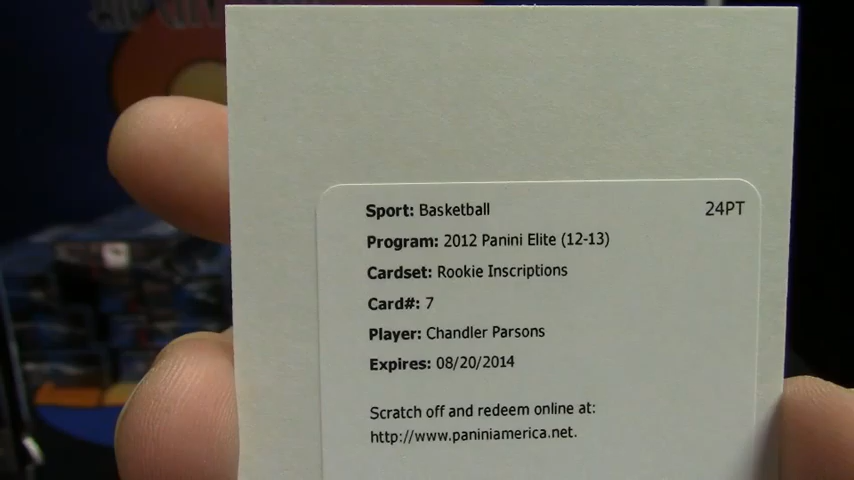 Sport: Basketball
24PT
Program: 2012 Panini Elite (12-13)
Cardset: Rookie Inscriptions
Card#: 7
Player: Chandler Parsons
Expires: 08/20/2014
Scratch off and redeem online at:
http://www.paniniamerica.net.